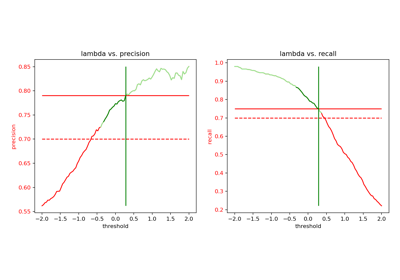 lambda vs. precision
0.85
0.80
0.75
0.70
0.65
0.60
0.55
precision
−2.0 −1.5 −1.0 −0.5 0.0 0.5 1.0 1.5 2.0
threshold
lambda vs. recall
1.0
0.9
0.8
0.7
0.6
0.5
0.4
0.3
0.2
recall
−2.0 −1.5 −1.0 −0.5 0.0 0.5 1.0 1.5 2.0
threshold